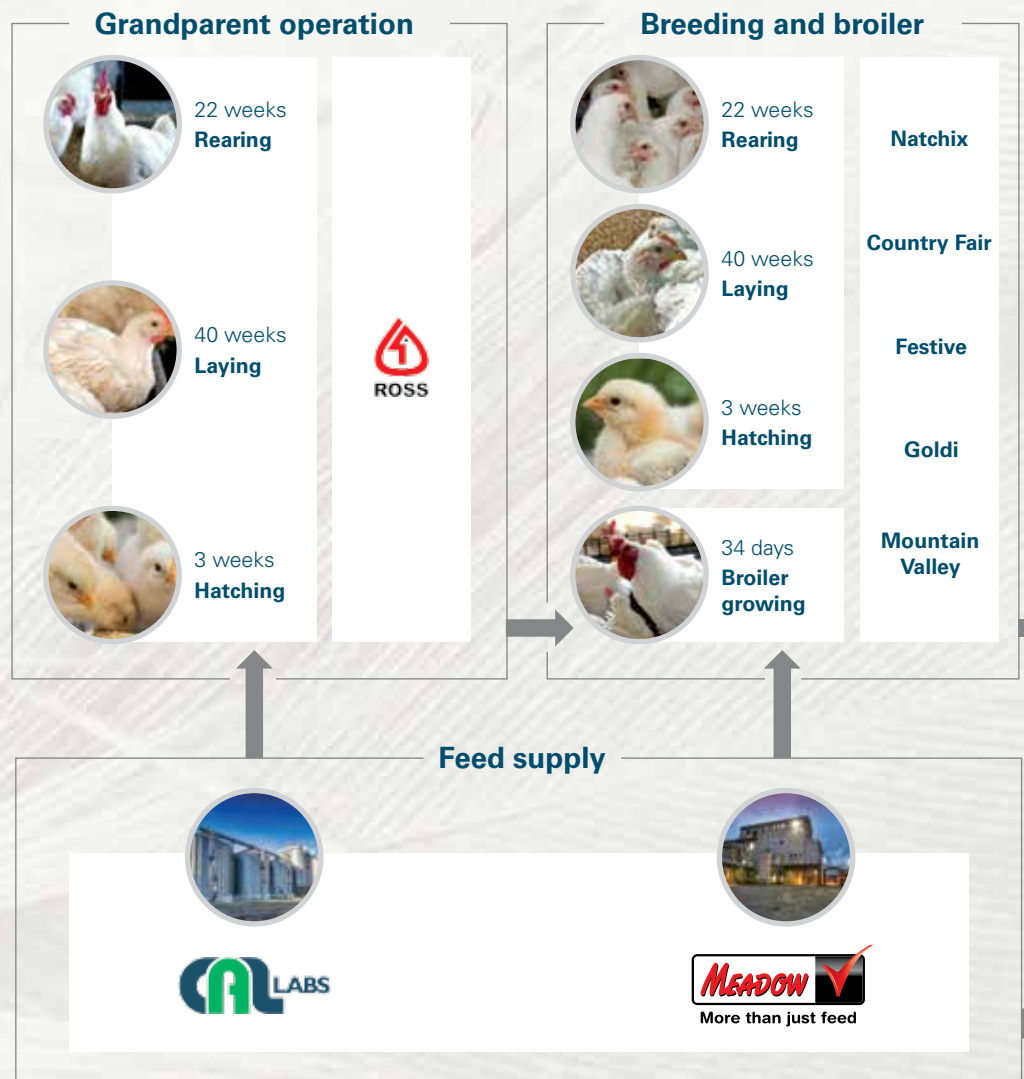 Grandparent operation
22 weeks
Rearing
40 weeks
Laying
3 weeks
Hatching
ROSS
Breeding and broiler
22 weeks
Rearing
40 weeks
Laying
3 weeks
Hatching
34 days
Broiler
growing
Natchix
Country Fair
Festive
Goldi
Mountain
Valley
Feed supply
CAL LABS
MEADOW
More than just feed